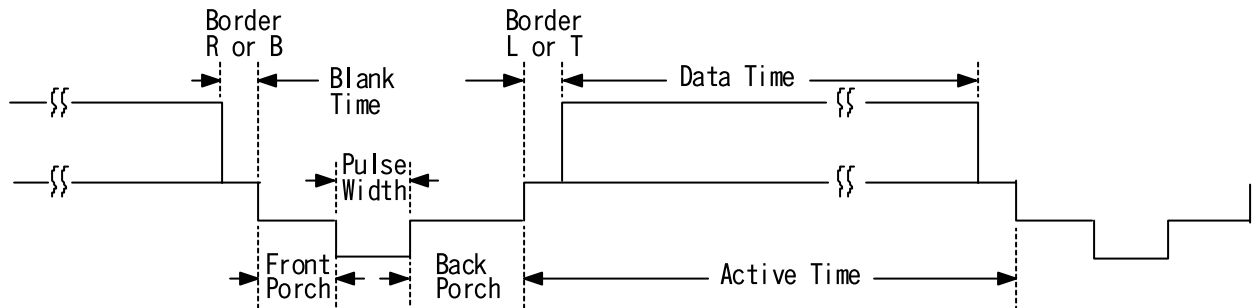 Border
R or B
Border
L or T
Blank
Time
Data Time
Pulse
Width
Front
Porch
Back
Porch
Active Time